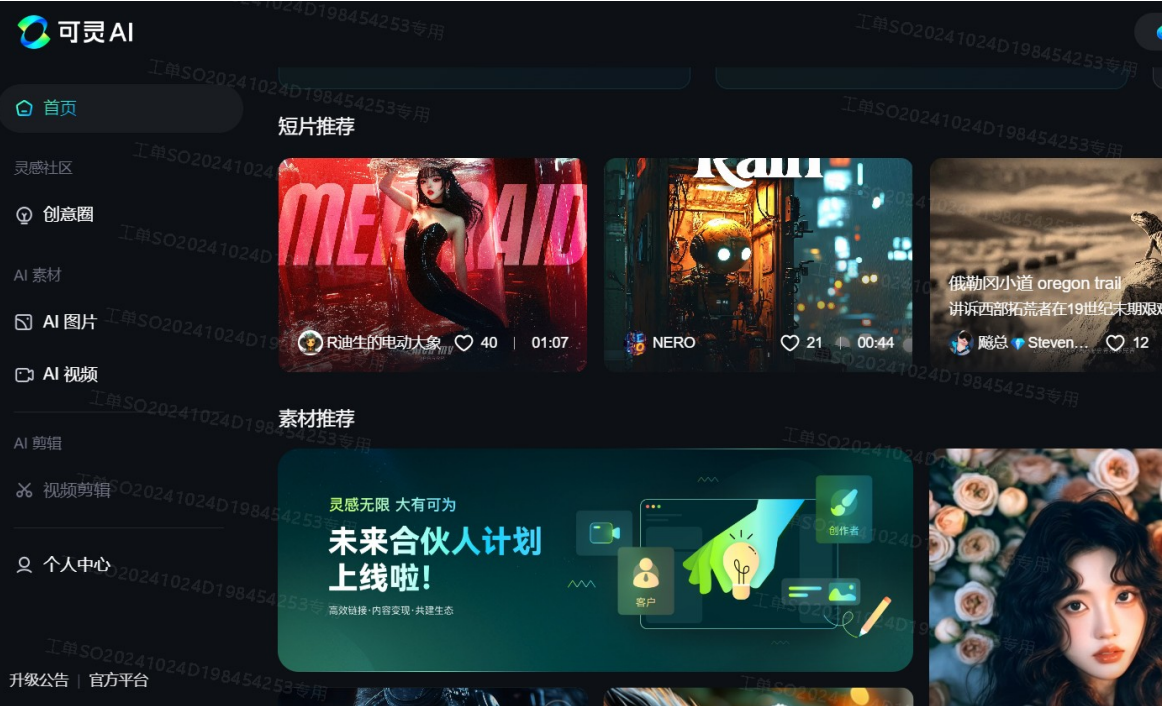 可灵AI
首页
灵感社区
创意圈
AI 素材
AI 图片
AI 视频
AI 剪辑
视频剪辑
个人中心
升级公告 | 官方平台
短片推荐
MERMAID
R迪生的电动大象 40 | 01:07
Rain
NERO 21 | 00:44
俄勒冈小道 oregon trail
讲诉西部拓荒者在19世纪末期艰难
飚总💎Steven... 12
素材推荐
灵感无限 大有可为
未来合伙人计划
上线啦!
高效链接·内容变现·共建生态
客户
创作者
工单SO20241024D198454253专用